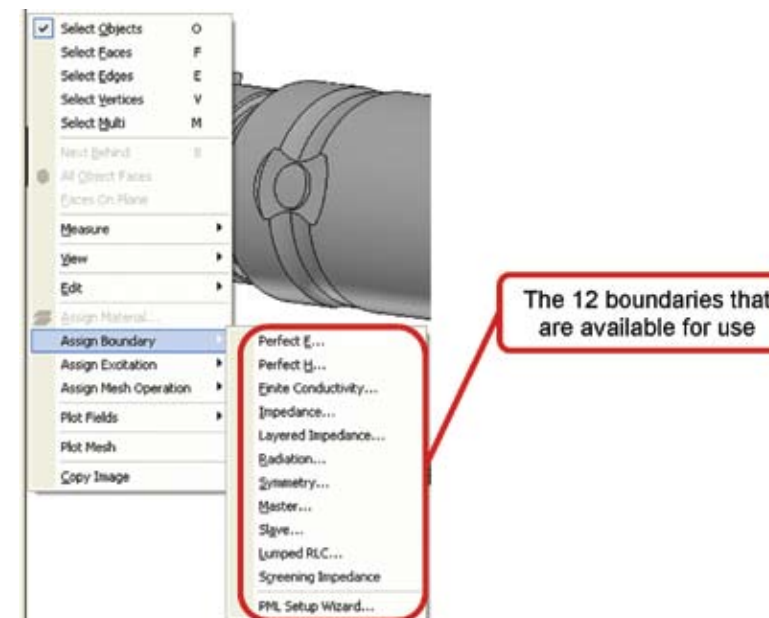 Select Objects O
Select Faces F
Select Edges E
Select Vertices V
Select Multi M
Next Behind B
All Object Faces
Faces On Plane
Measure
View
Edit
Assign Material...
Assign Boundary
Assign Excitation
Assign Mesh Operation
Plot Fields
Plot Mesh
Copy Image
Perfect E...
Perfect H...
Finite Conductivity...
Impedance...
Layered Impedance...
Radiation...
Symmetry...
Master...
Slave...
Lumped RLC...
Screening Impedance
PML Setup Wizard...
The 12 boundaries that
are available for use